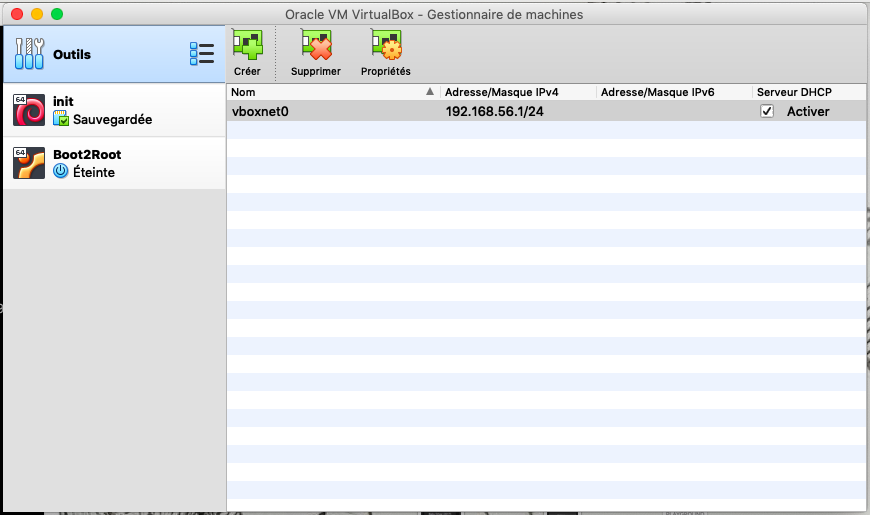 Oracle VM VirtualBox - Gestionnaire de machines
Outils
Créer
Supprimer
Propriétés
64
init
Sauvegardée
64
Boot2Root
Éteinte
Nom
Adresse/Masque IPv4
Adresse/Masque IPv6
Serveur DHCP
vboxnet0
192.168.56.1/24
Activer